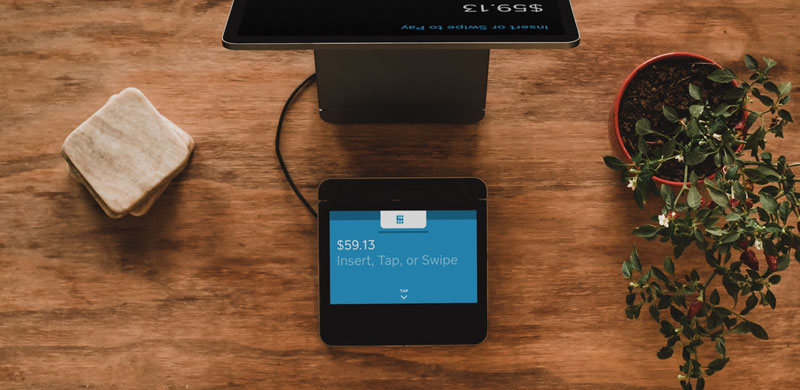 $59.13
Insert or Swipe to Pay
$59.13
Insert, Tap, or Swipe
TAP